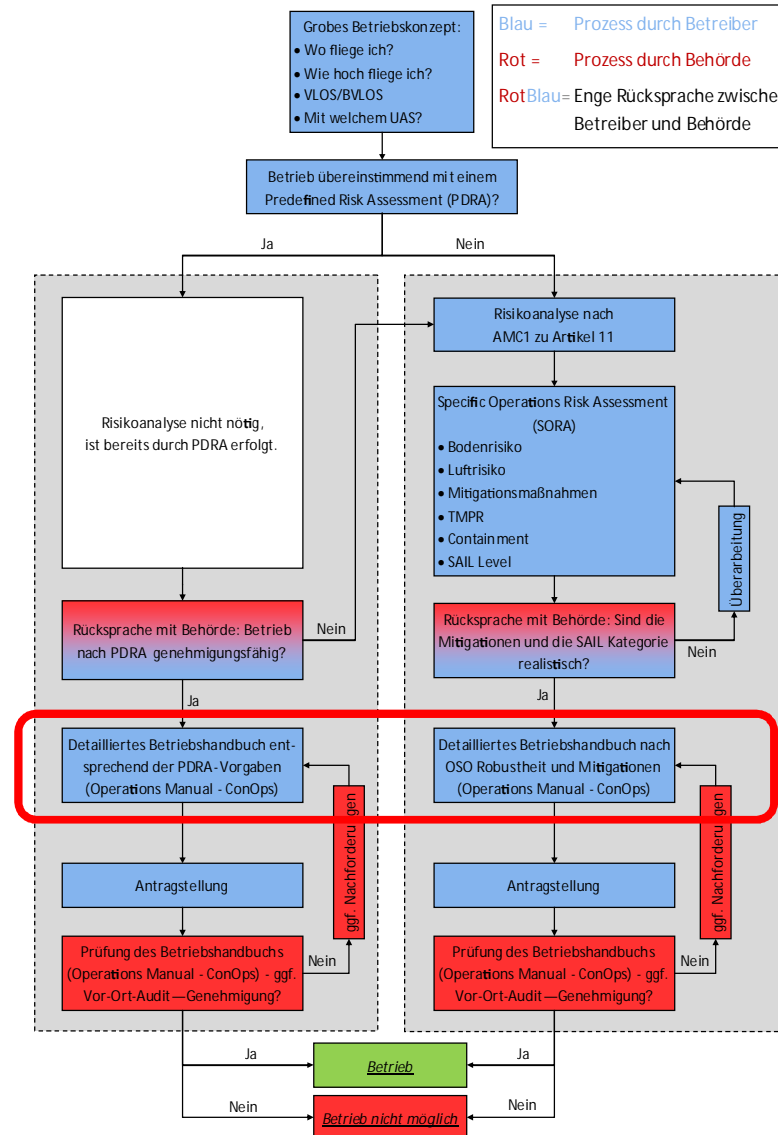 Grobes Betriebskonzept:
• Wo fliege ich?
• Wie hoch fliege ich?
• VLOS/BVLOS
• Mit welchem UAS?
Blau = Prozess durch Betreiber
Rot = Prozess durch Behörde
RotBlau= Enge Rücksprache zwische
Betreiber und Behörde
Betrieb übereinstimmend mit einem
Predefined Risk Assessment (PDRA)?
Ja
Nein
Risikoanalyse nicht nötig,
ist bereits durch PDRA erfolgt.
Rücksprache mit Behörde: Betrieb
nach PDRA genehmigungsfähig?
Nein
Ja
Detailliertes Betriebshandbuch ent-
sprechend der PDRA-Vorgaben
(Operations Manual - ConOps)
ggf. Nachforderungen
Antragstellung
Prüfung des Betriebshandbuchs
(Operations Manual - ConOps) - ggf.
Vor-Ort-Audit—Genehmigung?
Nein
Risikoanalyse nach
AMC1 zu Artikel 11
Specific Operations Risk Assessment
(SORA)
• Bodenrisiko
• Luftrisiko
• Mitigationsmaßnahmen
• TMPR
• Containment
• SAIL Level
Überarbeitung
Rücksprache mit Behörde: Sind die
Mitigationen und die SAIL Kategorie
realistisch?
Nein
Ja
Detailliertes Betriebshandbuch nach
OSO Robustheit und Mitigationen
(Operations Manual - ConOps)
ggf. Nachforderungen
Antragstellung
Prüfung des Betriebshandbuchs
(Operations Manual - ConOps) - ggf.
Vor-Ort-Audit—Genehmigung?
Nein
Ja
Betrieb
Ja
Nein
Betrieb nicht möglich
Nein